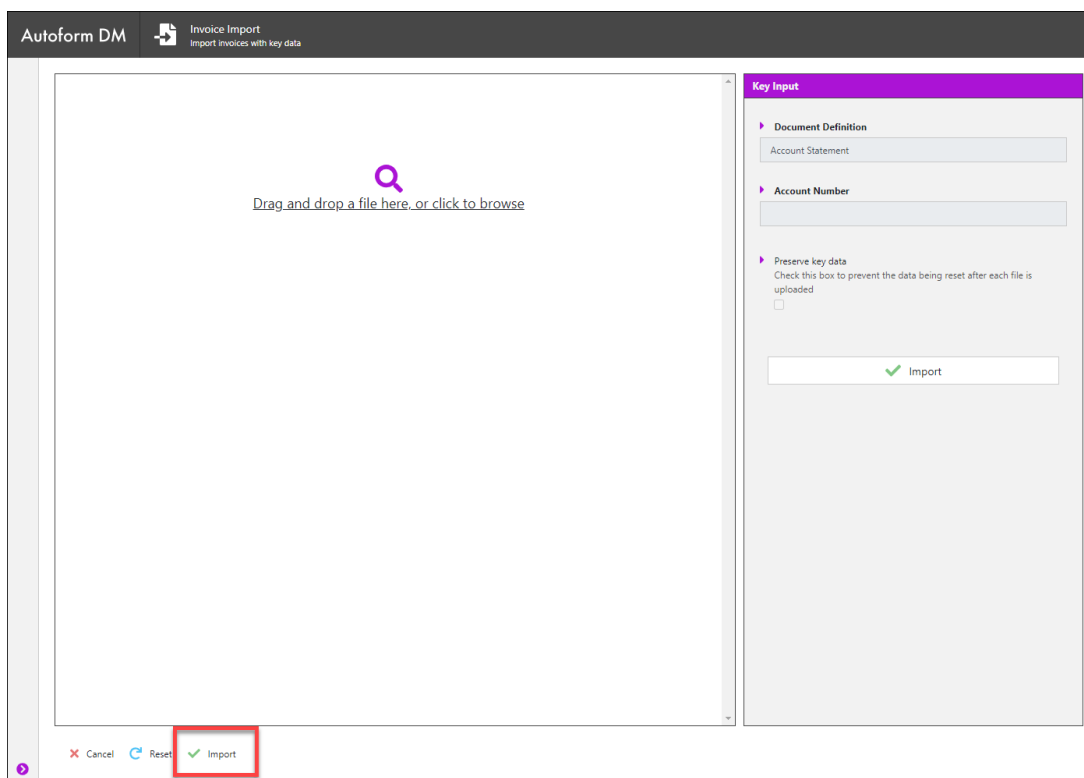 Autoform DM
Invoice Import
Import invoices with key data
Drag and drop a file here, or click to browse
Key Input
Document Definition
Account Statement
Account Number
Preserve key data
Check this box to prevent the data being reset after each file is
uploaded
Import
Cancel Reset Import